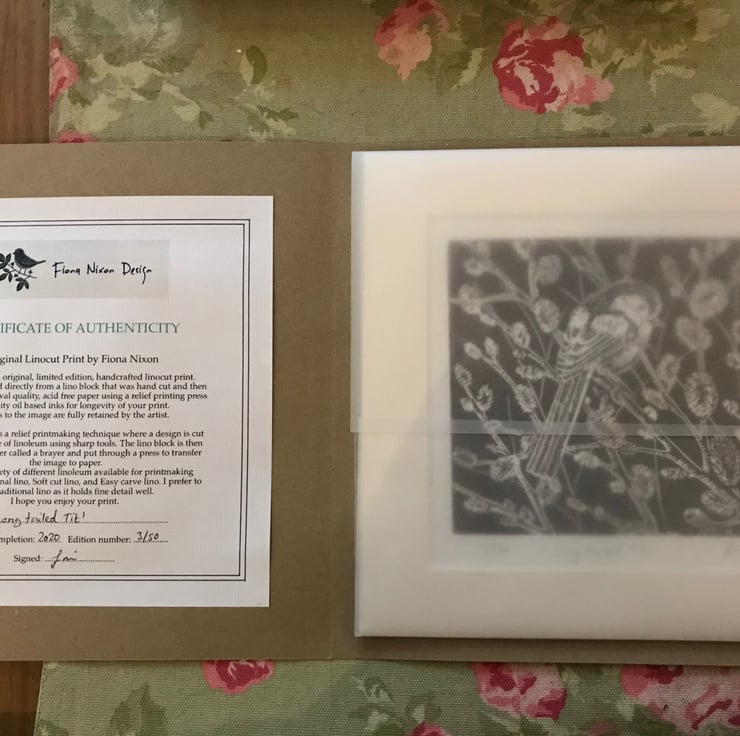 Fiona Nixon Design
IFICATE OF AUTHENTICITY
ginal Linocut Print by Fiona Nixon
original, limited edition, handcrafted linocut print.
directly from a lino block that was hand cut and then
val quality, acid free paper using a relief printing press
ity oil based inks for longevity of your print.
s to the image are fully retained by the artist.
s a relief printmaking technique where a design is cut
e of linoleum using sharp tools. The lino block is then
er called a brayer and put through a press to transfer
the image to paper.
ety of different linoleum available for printmaking
nal lino, Soft cut lino, and Easy carve lino. I prefer to
aditional lino as it holds fine detail well.
I hope you enjoy your print.
ong tailed Tit!
mpletion: 2020 Edition number: 3/50
Signed: